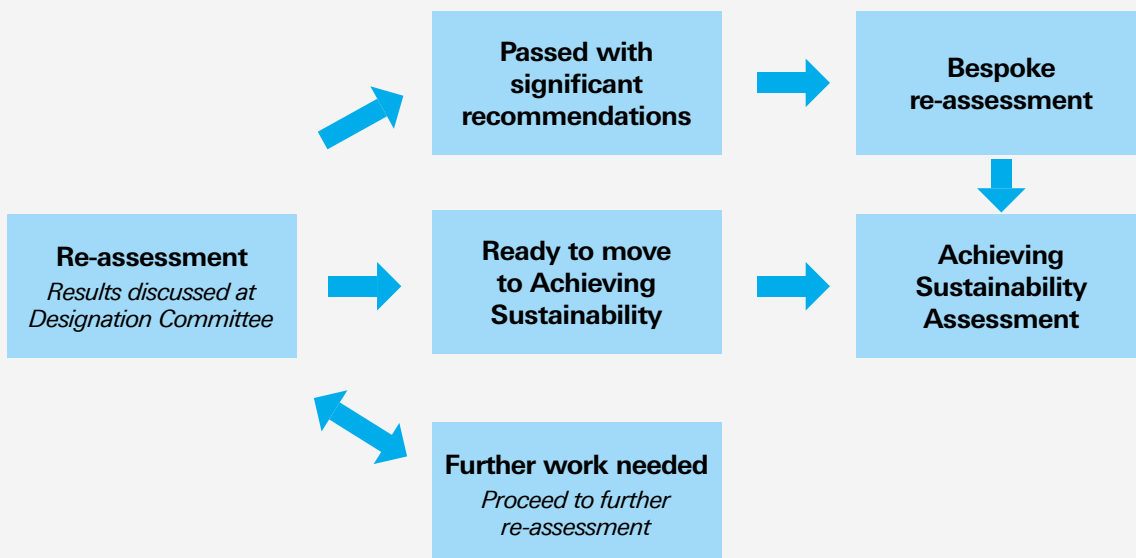 Passed with
significant
recommendations
Bespoke
re-assessment
Re-assessment
Results discussed at
Designation Committee
Ready to move
to Achieving
Sustainability
Achieving
Sustainability
Assessment
Further work needed
Proceed to further
re-assessment